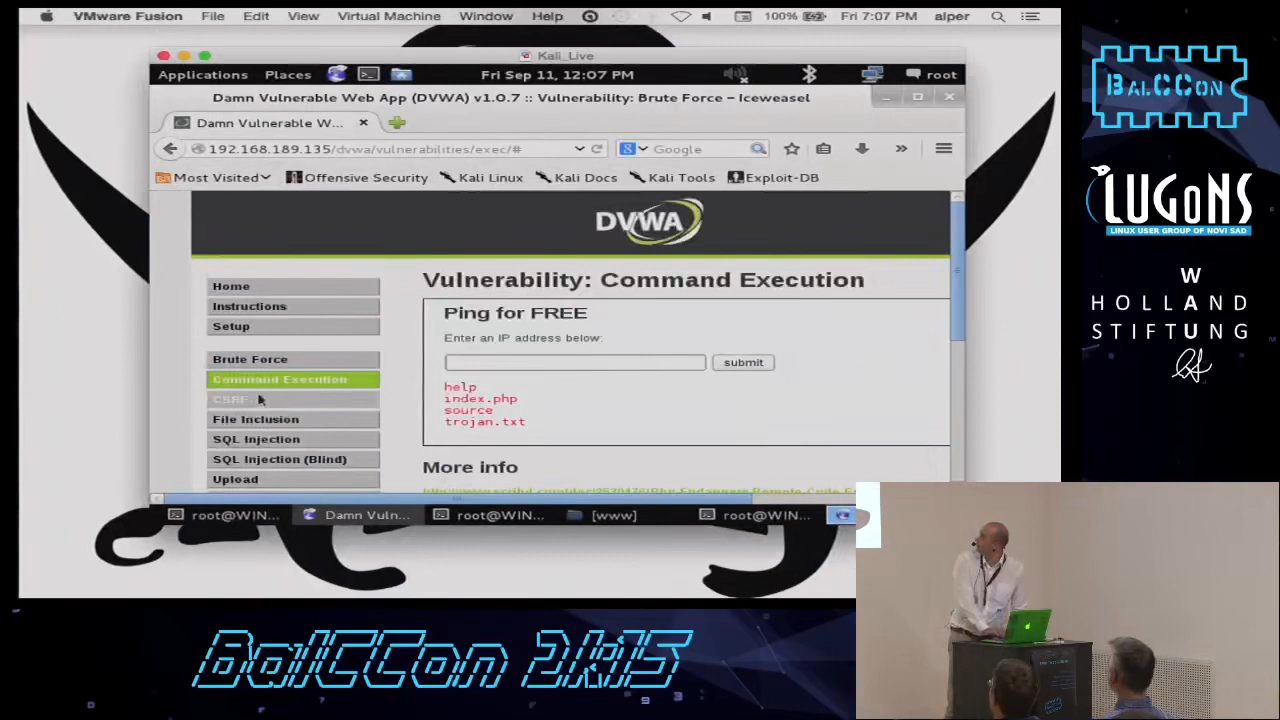 VMware Fusion File Edit View Virtual Machine Window Help 100% Fri 7:07 PM alper
Kali_Live
Applications Places Fri Sep 11, 12:07 PM root
Damn Vulnerable Web App (DVWA) v1.0.7 :: Vulnerability: Brute Force – Iceweasel
Damn Vulnerable W...
192.168.189.135/dvwa/vulnerabilities/exec/# Google
Most Visited Offensive Security Kali Linux Kali Docs Kali Tools Exploit-DB
DVWA
Home
Instructions
Setup
Brute Force
Command Execution
CSRF
File Inclusion
SQL Injection
SQL Injection (Blind)
Upload
Vulnerability: Command Execution
Ping for FREE
Enter an IP address below:
submit
help
index.php
source
trojan.txt
More info
root@WIN... Damn Vuln... root@WIN... [www] root@WIN...
BalCCon
LUGoNS
LINUX USER GROUP OF NOVI SAD
WAU
HOLLAND
STIFTUNG
BalCCon 2k15